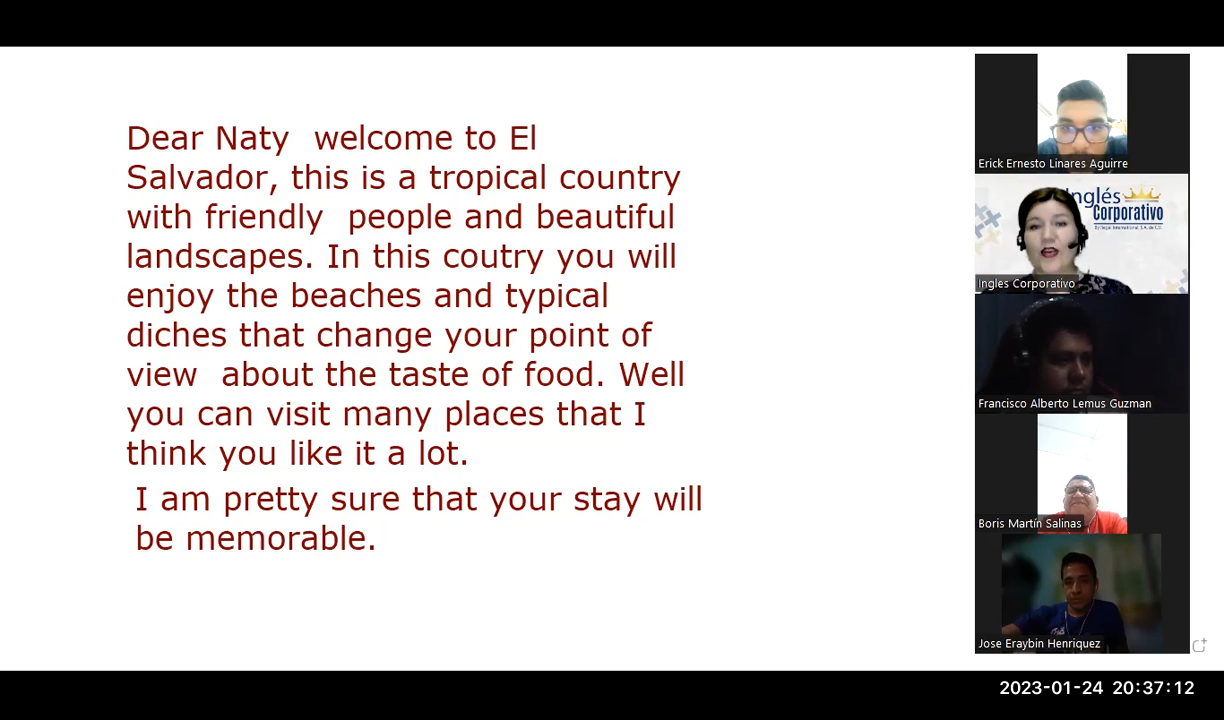 Dear Naty  welcome to El
Salvador, this is a tropical country
with friendly  people and beautiful
landscapes. In this coutry you will
enjoy the beaches and typical
diches that change your point of
view  about the taste of food. Well
you can visit many places that I
think you like it a lot.
I am pretty sure that your stay will
be memorable.
Erick Ernesto Linares Aguirre
Inglés
Corporativo
Ingles Corporativo
Francisco Alberto Lemus Guzman
Boris Martín Salinas
Jose Eraybin Henriquez
2023-01-24 20:37:12